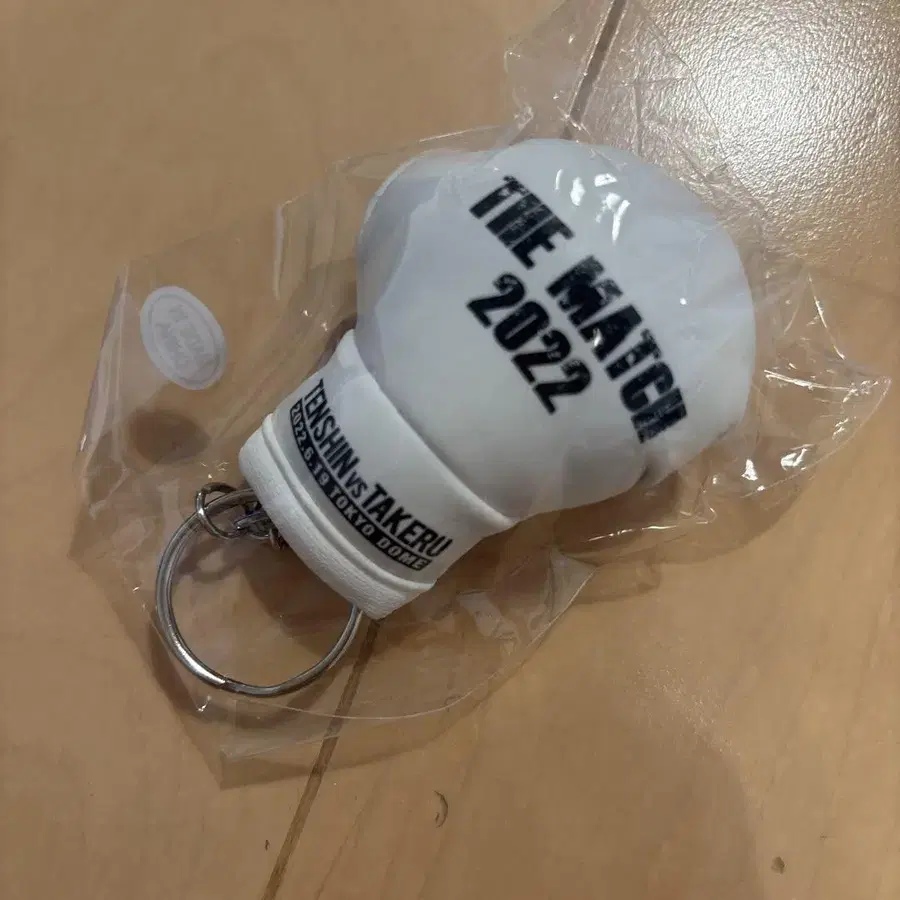 THE MATCH
2022
TENSHIN VS TAKERU
2022.6.19 TOKYO DOME